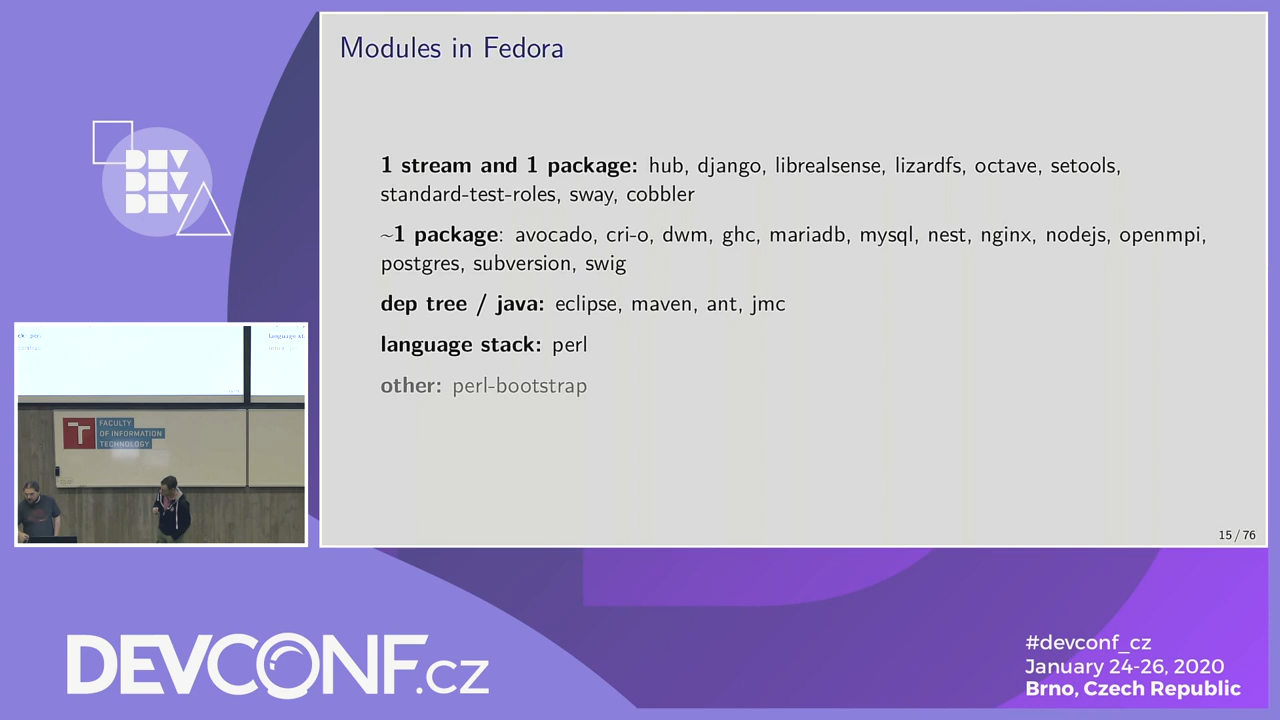 Modules in Fedora
1 stream and 1 package: hub, django, librealsense, lizardfs, octave, setools,
standard-test-roles, sway, cobbler
~1 package: avocado, cri-o, dwm, ghc, mariadb, mysql, nest, nginx, nodejs, openmpi,
postgres, subversion, swig
dep tree / java: eclipse, maven, ant, jmc
language stack: perl
other: perl-bootstrap
15 / 76
DEV
DEV
DEV
FACULTY
OF INFORMATION
TECHNOLOGY
DEVCONF.cz
#devconf_cz
January 24-26, 2020
Brno, Czech Republic